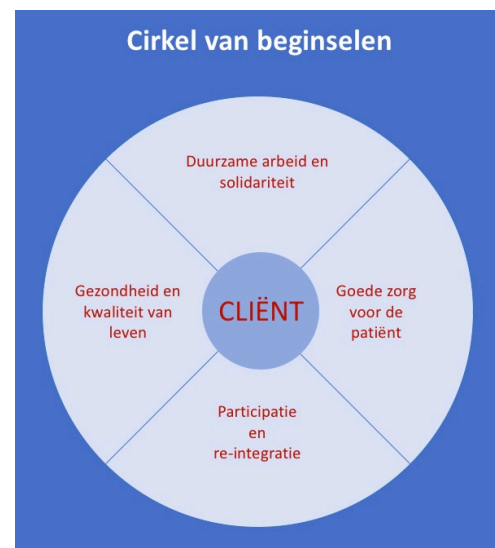 Cirkel van beginselen
Duurzame arbeid en
solidariteit
Gezondheid en
kwaliteit van
leven
CLIËNT
Goede zorg
voor de
patiënt
Participatie
en
re-integratie